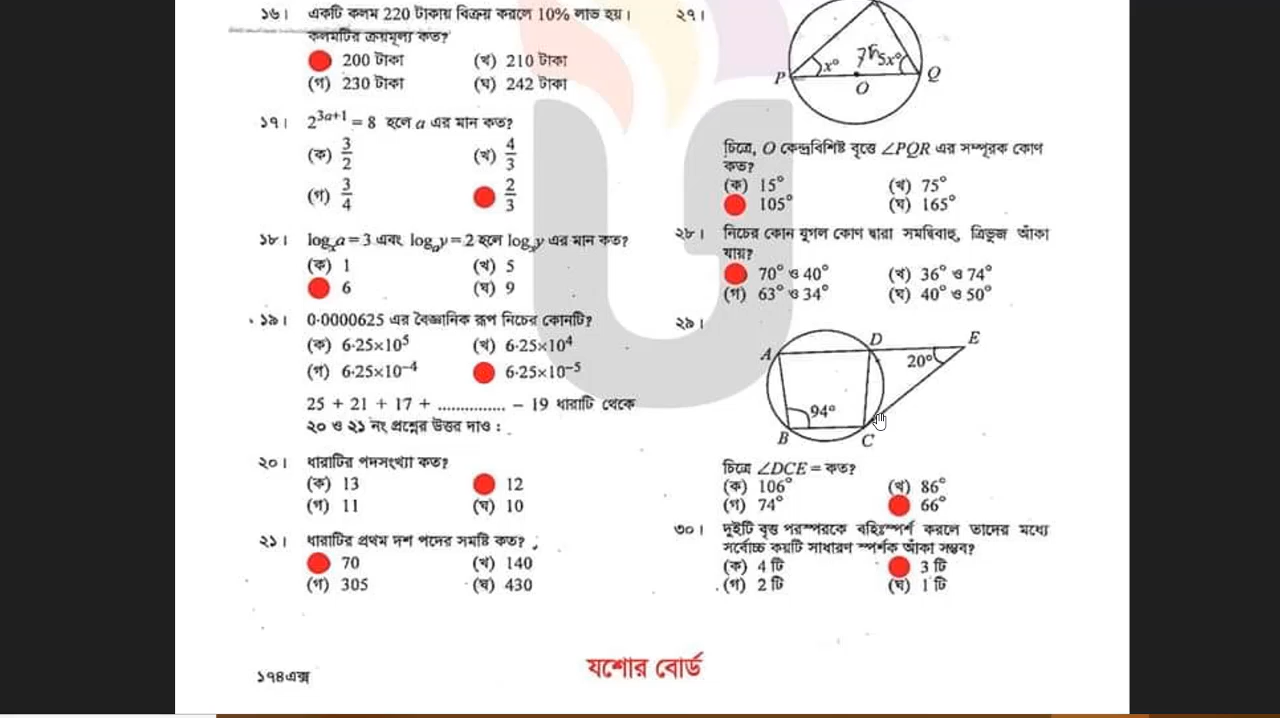 ১৬। একটি কলম 220 টাকায় বিক্রয় করলে 10% লাভ হয়।
কলমটির ক্রয়মূল্য কত?
200 টাকা (খ) 210 টাকা
(গ) 230 টাকা (ঘ) 242 টাকা
১৭। 2^{3a+1} = 8 হলে a এর মান কত?
(ক) 3/2 (খ) 4/3
(গ) 3/4 2/3
১৮। logₓa = 3 এবং logₐy = 2 হলে logₓy এর মান কত?
(ক) 1 (খ) 5
6 (ঘ) 9
১৯। 0·0000625 এর বৈজ্ঞানিক রূপ নিচের কোনটি?
(ক) 6·25×10⁵ (খ) 6·25×10⁴
(গ) 6·25×10⁻⁴ 6·25×10⁻⁵
25 + 21 + 17 + ............... − 19 ধারাটি থেকে
২০ ও ২১ নং প্রশ্নের উত্তর দাও :
২০। ধারাটির পদসংখ্যা কত?
(ক) 13 12
(গ) 11 (ঘ) 10
২১। ধারাটির প্রথম দশ পদের সমষ্টি কত?
70 (খ) 140
(গ) 305 (ঘ) 430
১৭৪এক্স
২৭।
P x° 5x° Q
O
চিত্রে, O কেন্দ্রবিশিষ্ট বৃত্তে ∠PQR এর সম্পূরক কোণ
কত?
(ক) 15° (খ) 75°
105° (ঘ) 165°
২৮। নিচের কোন যুগল কোণ দ্বারা সমদ্বিবাহু, ত্রিভুজ আঁকা
যায়?
70° ও 40° (খ) 36° ও 74°
(গ) 63° ও 34° (ঘ) 40° ও 50°
২৯।
A D E
20°
94°
B C
চিত্রে ∠DCE = কত?
(ক) 106° (খ) 86°
(গ) 74° 66°
৩০। দুইটি বৃত্ত পরস্পরকে বহিঃস্পর্শ করলে তাদের মধ্যে
সর্বোচ্চ কয়টি সাধারণ স্পর্শক আঁকা সম্ভব?
(ক) 4 টি 3 টি
(গ) 2 টি (ঘ) 1 টি
যশোর বোর্ড